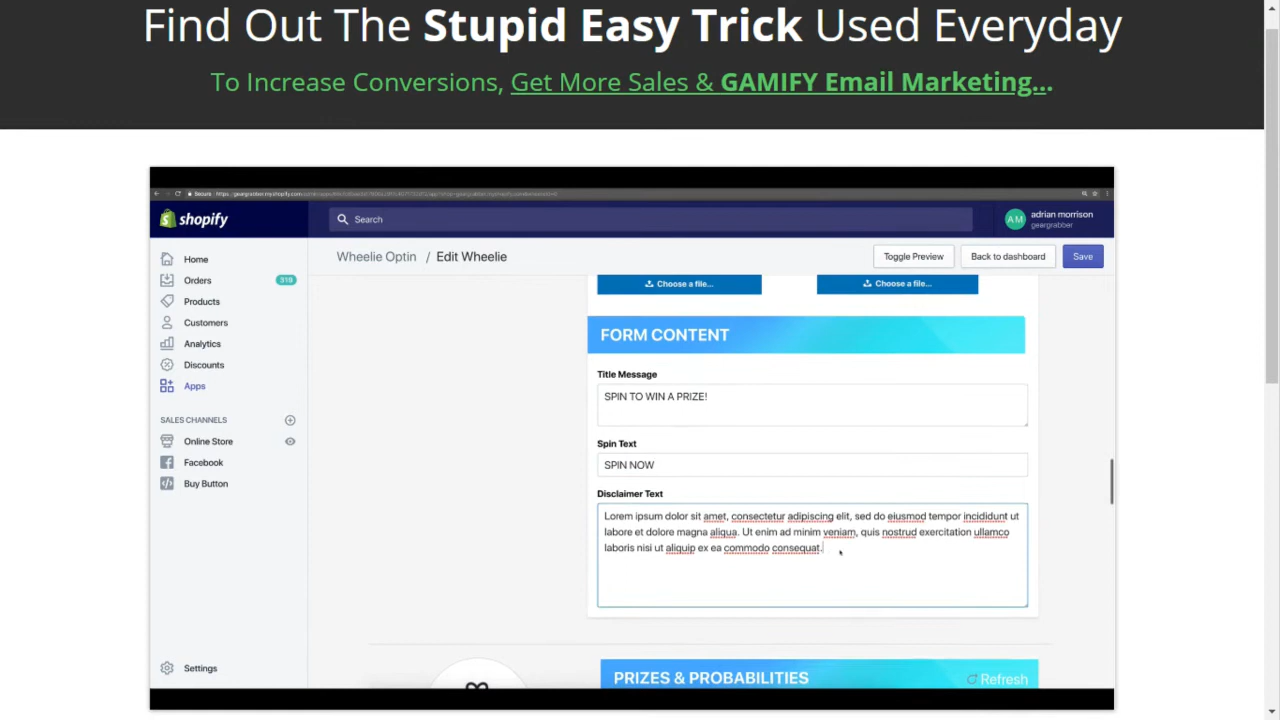 Find Out The Stupid Easy Trick Used Everyday
To Increase Conversions, Get More Sales & GAMIFY Email Marketing...
shopify
Search
AM
adrian morrison
geargrabber
Wheelie Optin / Edit Wheelie
Toggle Preview
Back to dashboard
Save
Home
Orders
319
Products
Customers
Analytics
Discounts
Apps
SALES CHANNELS
Online Store
Facebook
Buy Button
Settings
Choose a file...
Choose a file...
FORM CONTENT
Title Message
SPIN TO WIN A PRIZE!
Spin Text
SPIN NOW
Disclaimer Text
Lorem ipsum dolor sit amet, consectetur adipiscing elit, sed do eiusmod tempor incididunt ut
labore et dolore magna aliqua. Ut enim ad minim veniam, quis nostrud exercitation ullamco
laboris nisi ut aliquip ex ea commodo consequat.
PRIZES & PROBABILITIES
Refresh